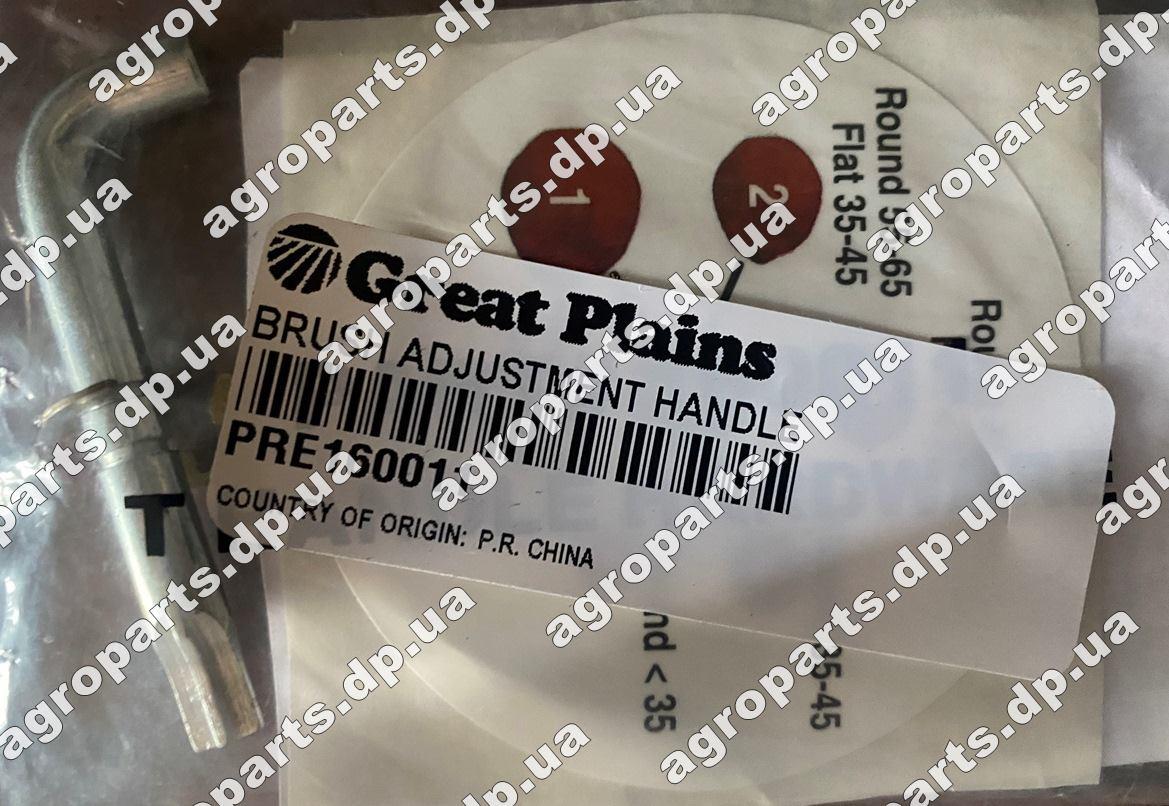 1
2
Round 55-65
Flat 35-45
Great Plains
BRUSH ADJUSTMENT HANDLE
COUNTRY OF ORIGIN: P.R. CHINA
T
< 35
35-45
agroparts.dp.ua